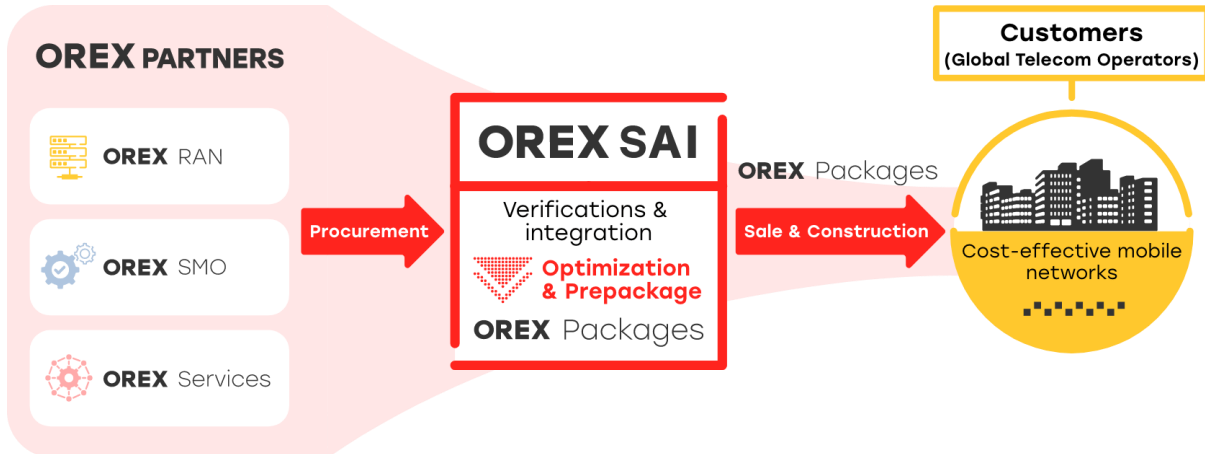 OREX PARTNERS
OREX RAN
OREX SMO
OREX Services
Procurement
OREX SAI
Verifications &
integration
Optimization
& Prepackage
OREX Packages
OREX Packages
Sale & Construction
Customers
(Global Telecom Operators)
Cost-effective mobile
networks